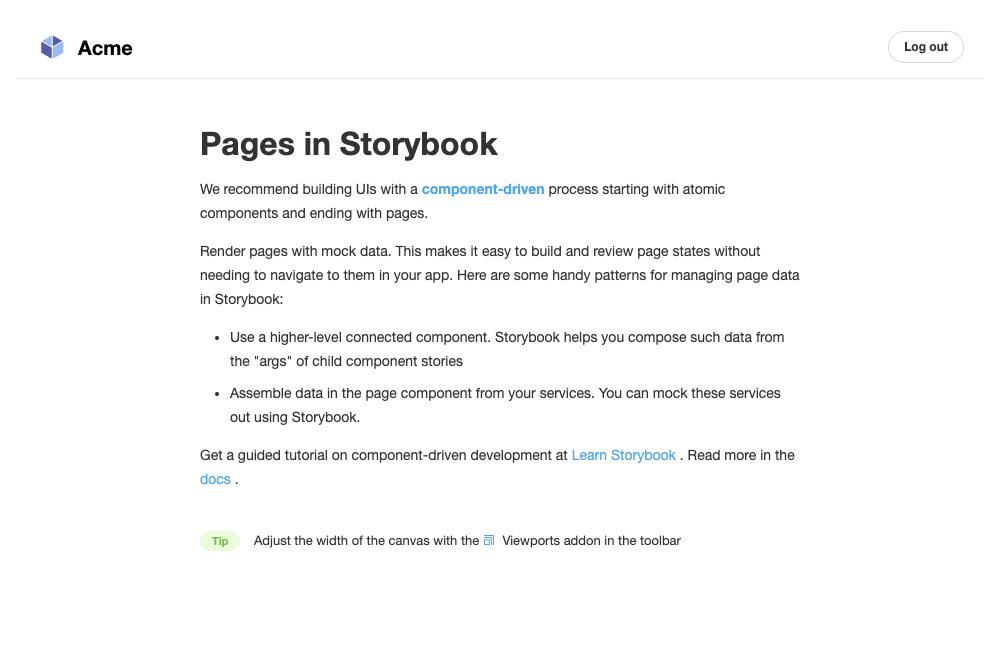 Acme
Log out
Pages in Storybook
We recommend building UIs with a component-driven process starting with atomic
components and ending with pages.
Render pages with mock data. This makes it easy to build and review page states without
needing to navigate to them in your app. Here are some handy patterns for managing page data
in Storybook:
• Use a higher-level connected component. Storybook helps you compose such data from
the "args" of child component stories
• Assemble data in the page component from your services. You can mock these services
out using Storybook.
Get a guided tutorial on component-driven development at Learn Storybook . Read more in the
docs .
Tip Adjust the width of the canvas with the Viewports addon in the toolbar